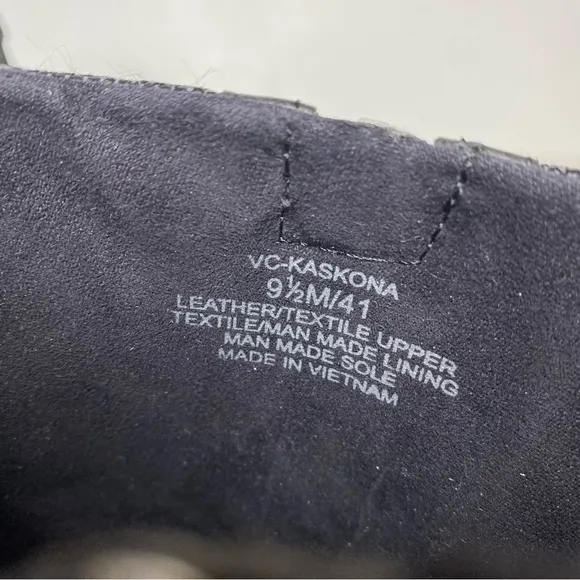 VC-KASKONA
9½M/41
LEATHER/TEXTILE UPPER
TEXTILE/MAN MADE LINING
MAN MADE SOLE
MADE IN VIETNAM